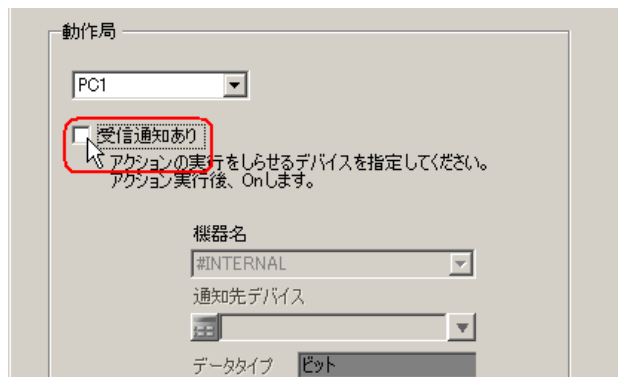 動作局
PC1
受信通知あり
アクションの実行をしらせるデバイスを指定してください。
アクション実行後、Onします。
機器名
#INTERNAL
通知先デバイス
データタイプ ビット